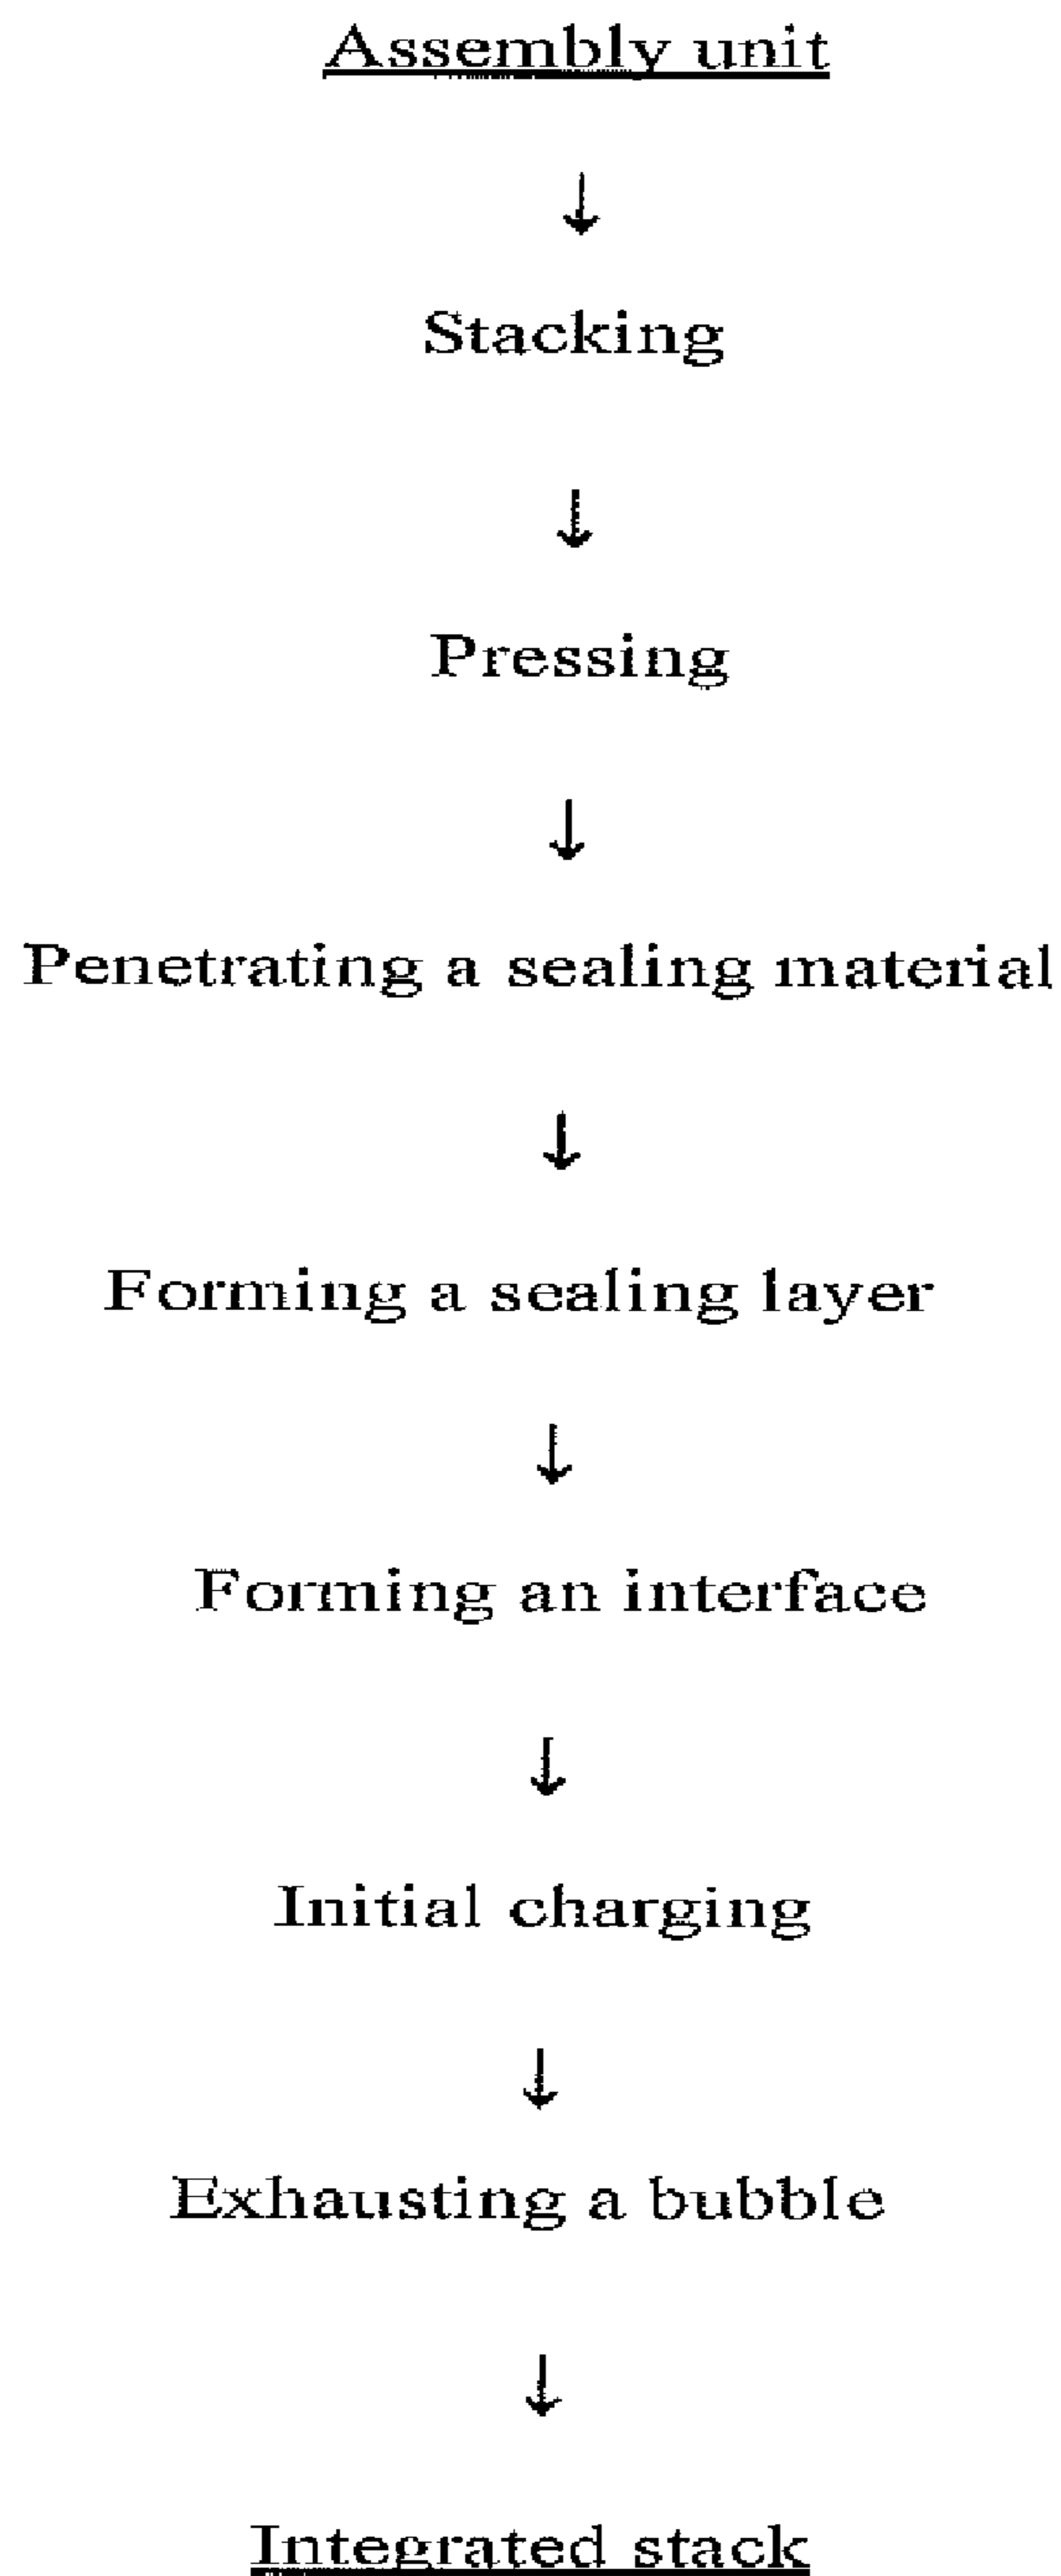 Assembly unit
↓
Stacking
↓
Pressing
↓
Penetrating a sealing material
↓
Forming a sealing layer
↓
Forming an interface
↓
Initial charging
↓
Exhausting a bubble
↓
Integrated stack